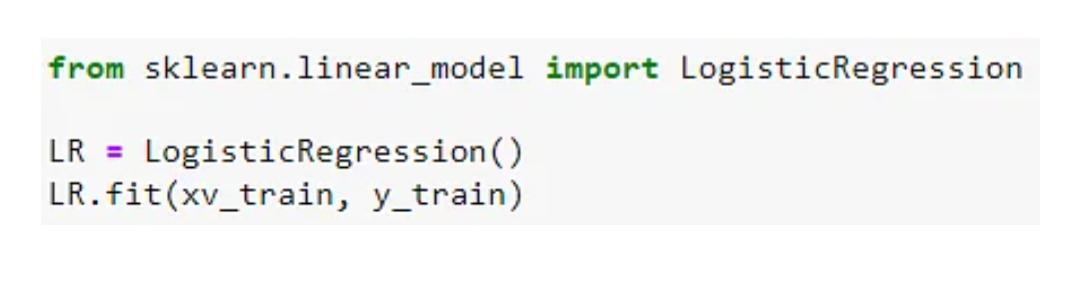 from sklearn.linear_model import LogisticRegression
LR = LogisticRegression()
LR.fit(xv_train, y_train)